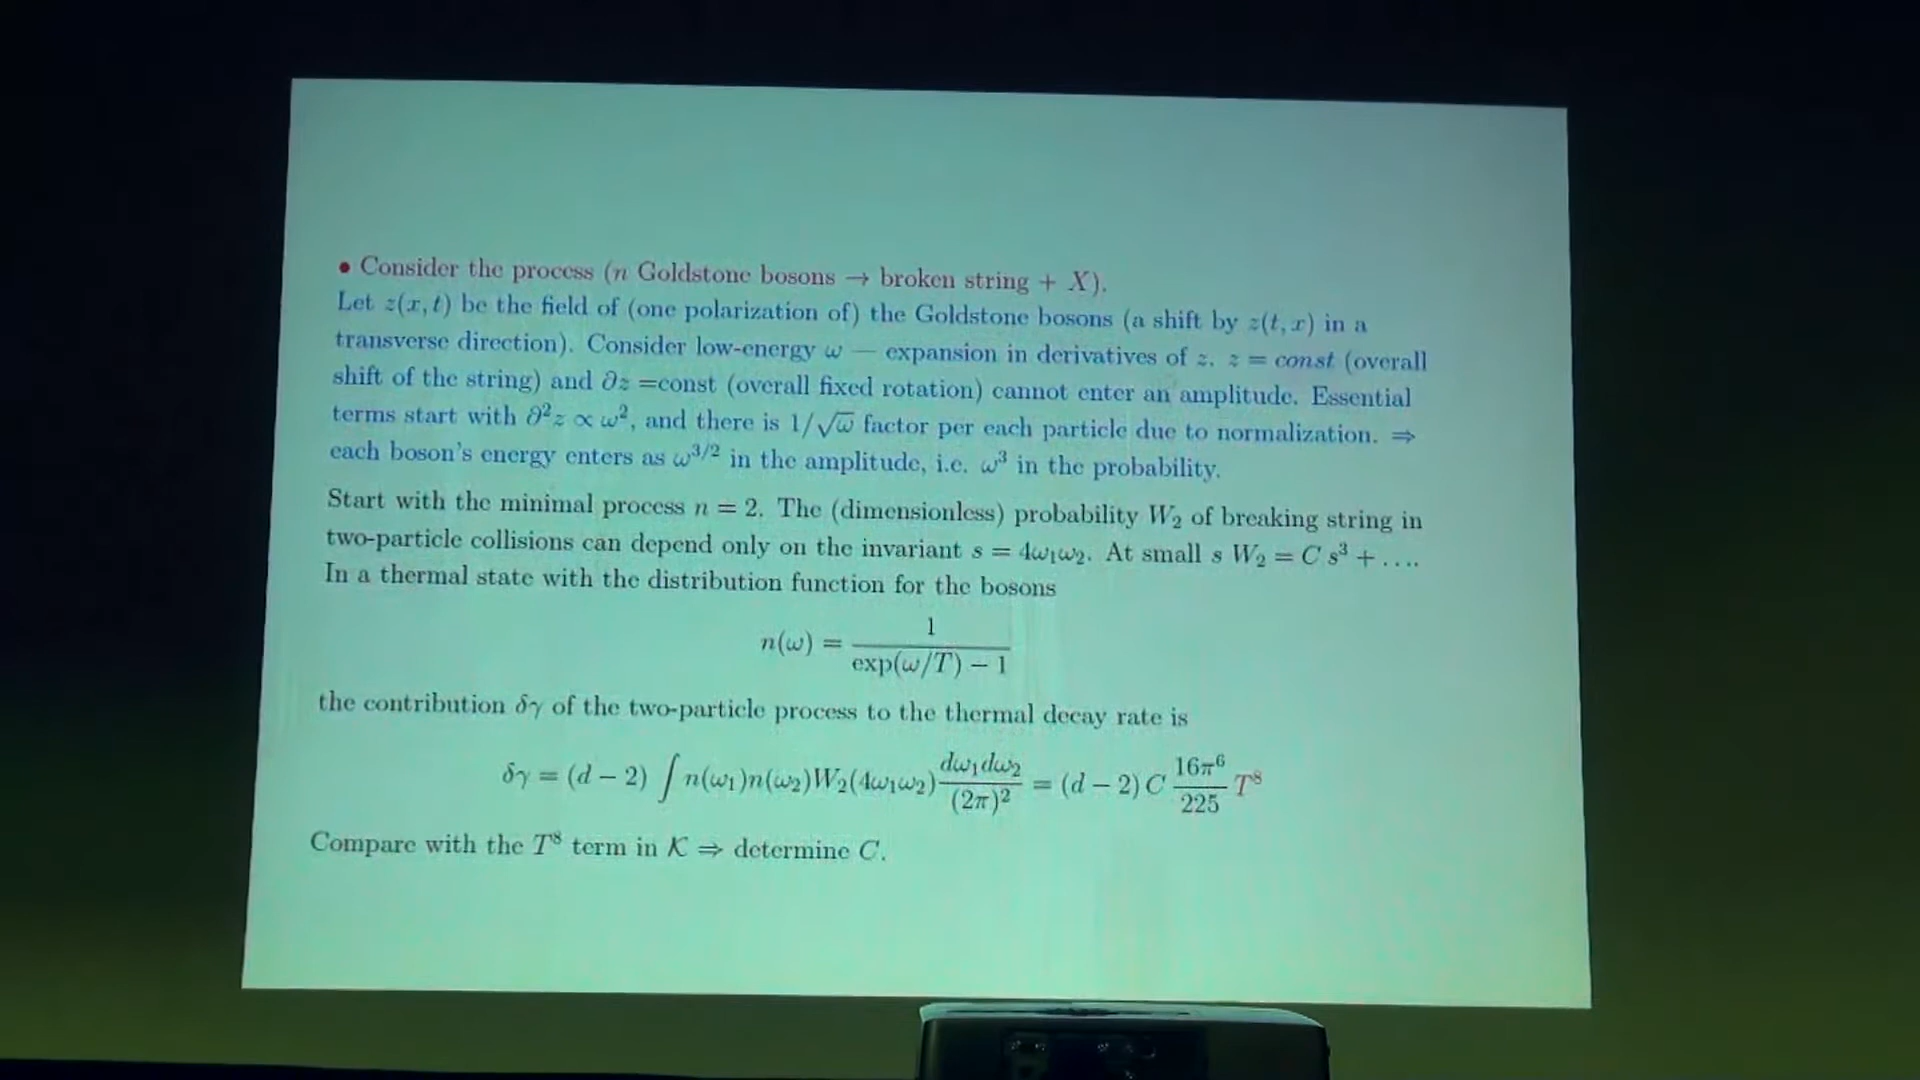 • Consider the process (n Goldstone bosons → broken string + X).
Let z(x, t) be the field of (one polarization of) the Goldstone bosons (a shift by z(t, x) in a
transverse direction). Consider low-energy ω — expansion in derivatives of z. z = const (overall
shift of the string) and ∂z =const (overall fixed rotation) cannot enter an amplitude. Essential
terms start with ∂²z ∝ ω², and there is 1/√ω factor per each particle due to normalization. ⇒
each boson's energy enters as ω^{3/2} in the amplitude, i.e. ω³ in the probability.
Start with the minimal process n = 2. The (dimensionless) probability W₂ of breaking string in
two-particle collisions can depend only on the invariant s = 4ω₁ω₂. At small s W₂ = C s³ + ....
In a thermal state with the distribution function for the bosons
n(ω) = 1 / (exp(ω/T) − 1)
the contribution δγ of the two-particle process to the thermal decay rate is
δγ = (d − 2) ∫ n(ω₁)n(ω₂)W₂(4ω₁ω₂) dω₁dω₂ / (2π)² = (d − 2) C 16π⁶ / 225 T⁸
Compare with the T⁸ term in K ⇒ determine C.